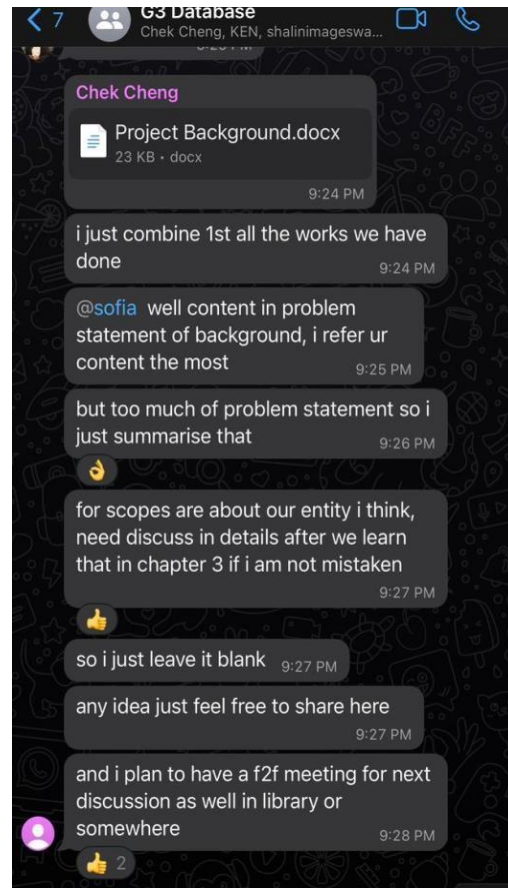 7
G3 Database
Chek Cheng, KEN, shalinimageswa...
Chek Cheng
Project Background.docx
23 KB • docx
9:24 PM
i just combine 1st all the works we have
done
9:24 PM
@sofia well content in problem
statement of background, i refer ur
content the most
9:25 PM
but too much of problem statement so i
just summarise that
9:26 PM
for scopes are about our entity i think,
need discuss in details after we learn
that in chapter 3 if i am not mistaken
9:27 PM
so i just leave it blank 9:27 PM
any idea just feel free to share here
9:27 PM
and i plan to have a f2f meeting for next
discussion as well in library or
somewhere
9:28 PM
2